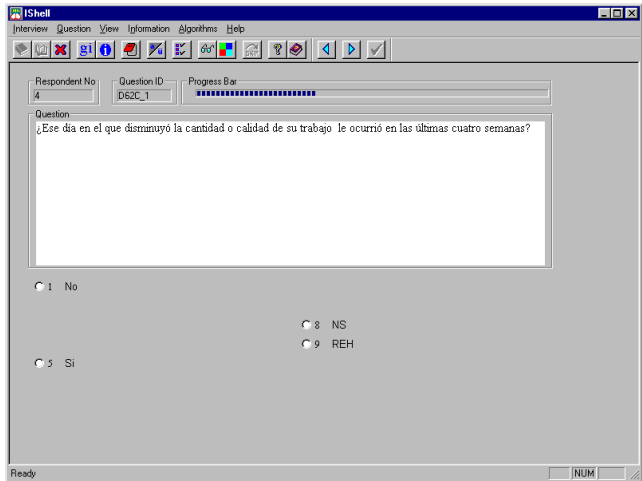 IShell
Interview Question View Information Algorithms Help
gi
Respondent No
4
Question ID
D62C_1
Progress Bar
Question
¿Ese día en el que disminuyó la cantidad o calidad de su trabajo  le ocurrió en las últimas cuatro semanas?
1 No
8 NS
9 REH
5 Si
Ready
NUM